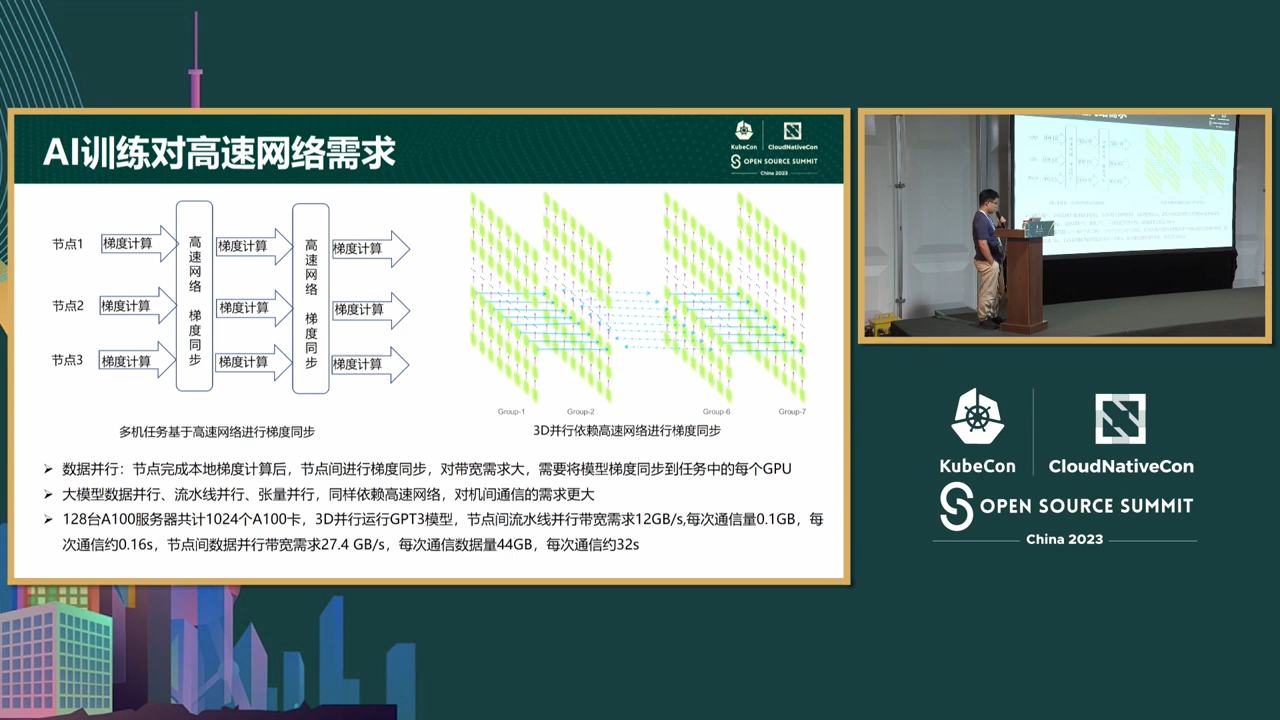 AI训练对高速网络需求
KubeCon
CloudNativeCon
OPEN SOURCE SUMMIT
China 2023
节点1
梯度计算
高速网络 梯度同步
梯度计算
高速网络 梯度同步
梯度计算
节点2
梯度计算
梯度计算
梯度计算
节点3
梯度计算
梯度计算
梯度计算
多机任务基于高速网络进行梯度同步
Group-1
Group-2
Group-6
Group-7
3D并行依赖高速网络进行梯度同步
数据并行：节点完成本地梯度计算后，节点间进行梯度同步，对带宽需求大，需要将模型梯度同步到任务中的每个GPU
大模型数据并行、流水线并行、张量并行，同样依赖高速网络，对机间通信的需求更大
128台A100服务器共计1024个A100卡，3D并行运行GPT3模型，节点间流水线并行带宽需求12GB/s,每次通信量0.1GB，每
次通信约0.16s，节点间数据并行带宽需求27.4 GB/s，每次通信数据量44GB，每次通信约32s
KubeCon
CloudNativeCon
OPEN SOURCE SUMMIT
China 2023